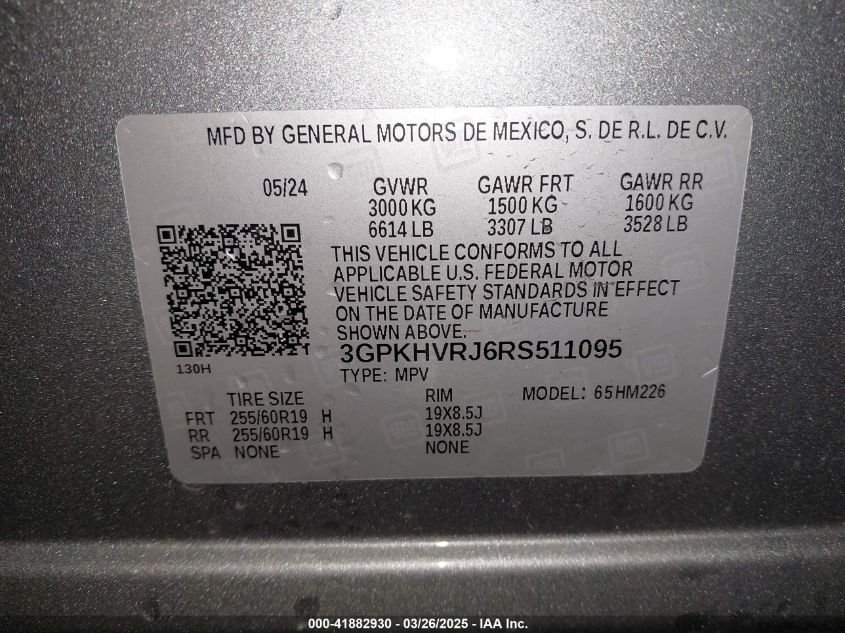 MFD BY GENERAL MOTORS DE MEXICO, S. DE R.L. DE C.V.
05/24 GVWR GAWR FRT GAWR RR
3000 KG 1500 KG 1600 KG
6614 LB 3307 LB 3528 LB
THIS VEHICLE CONFORMS TO ALL
APPLICABLE U.S. FEDERAL MOTOR
VEHICLE SAFETY STANDARDS IN EFFECT
ON THE DATE OF MANUFACTURE
SHOWN ABOVE.
3GPKHVRJ6RS511095
130H
TYPE: MPV
TIRE SIZE RIM MODEL: 65HM226
FRT 255/60R19 H 19X8.5J
RR 255/60R19 H 19X8.5J
SPA NONE NONE
000-41882930 - 03/26/2025 - IAA Inc.